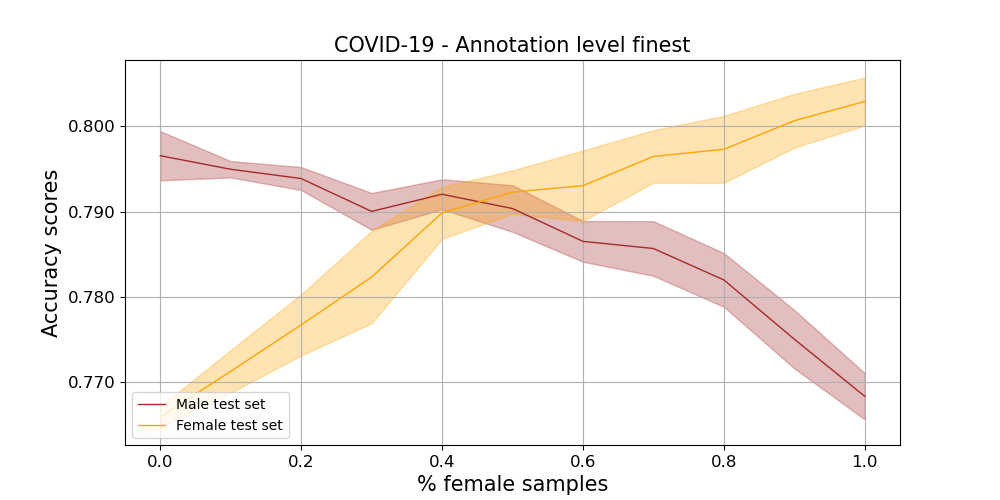 COVID-19 - Annotation level finest
Accuracy scores
0.800
0.790
0.780
0.770
Male test set
Female test set
0.0 0.2 0.4 0.6 0.8 1.0
% female samples